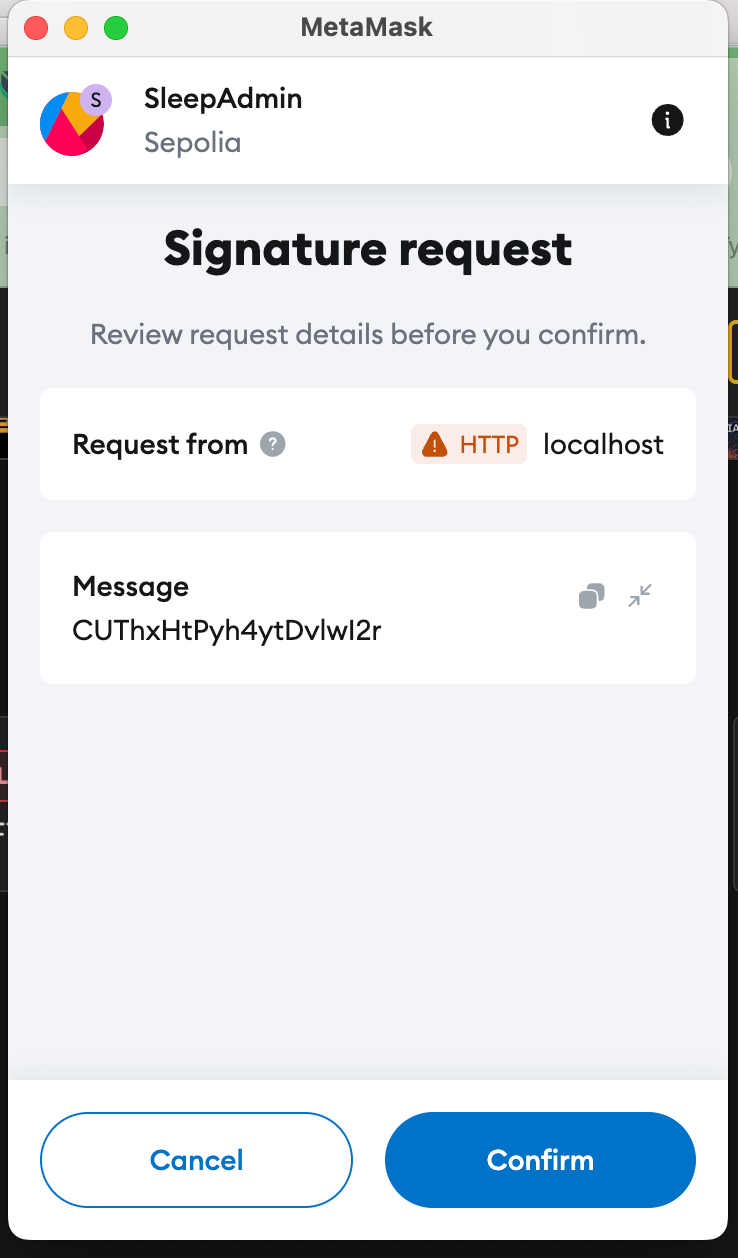 MetaMask
S
SleepAdmin
Sepolia
Signature request
Review request details before you confirm.
Request from ?
HTTP localhost
Message
CUThxHtPyh4ytDvlwI2r
Cancel
Confirm